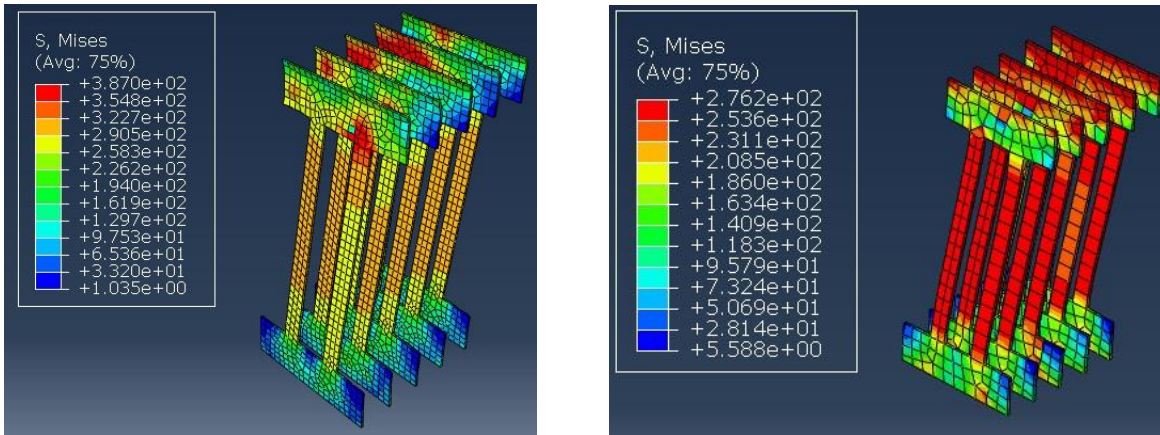 S, Mises
(Avg: 75%)
+3.870e+02
+3.548e+02
+3.227e+02
+2.905e+02
+2.583e+02
+2.262e+02
+1.940e+02
+1.619e+02
+1.297e+02
+9.753e+01
+6.536e+01
+3.320e+01
+1.035e+00
S, Mises
(Avg: 75%)
+2.762e+02
+2.536e+02
+2.311e+02
+2.085e+02
+1.860e+02
+1.634e+02
+1.409e+02
+1.183e+02
+9.579e+01
+7.324e+01
+5.069e+01
+2.814e+01
+5.588e+00